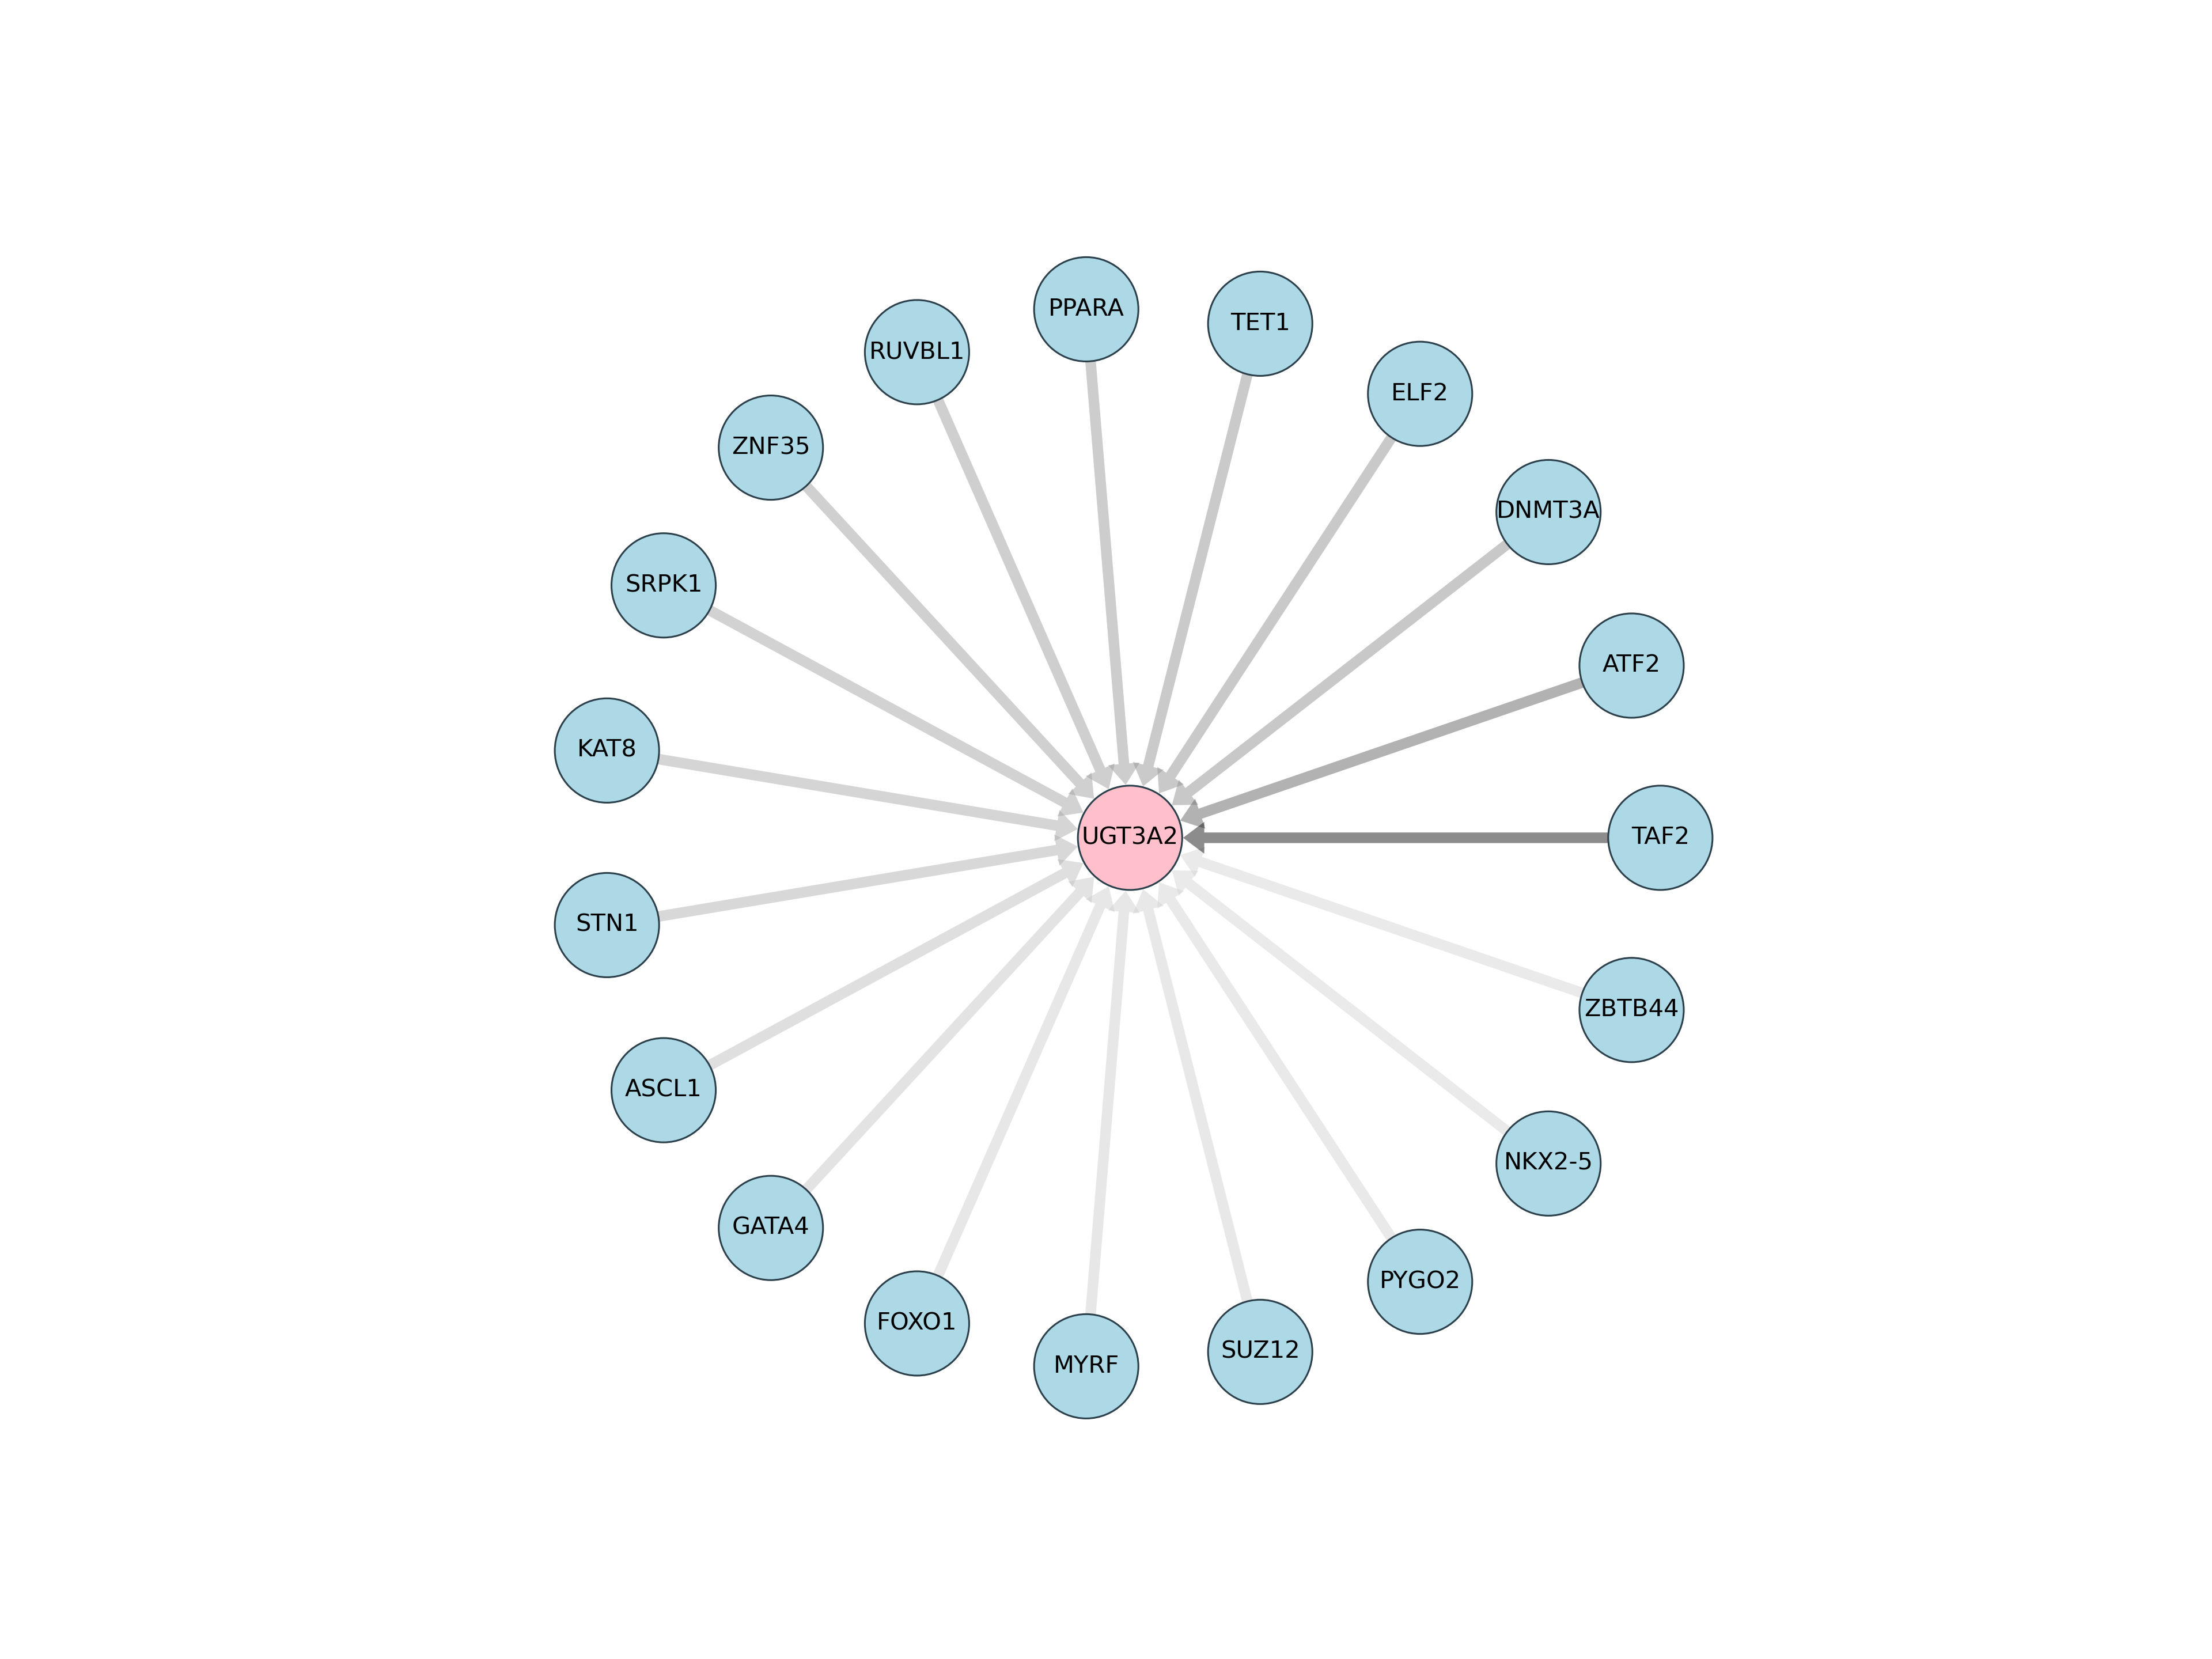 PPARA
TET1
RUVBL1
ELF2
ZNF35
DNMT3A
SRPK1
ATF2
KAT8
UGT3A2
TAF2
STN1
ZBTB44
ASCL1
NKX2-5
GATA4
PYGO2
FOXO1
SUZ12
MYRF